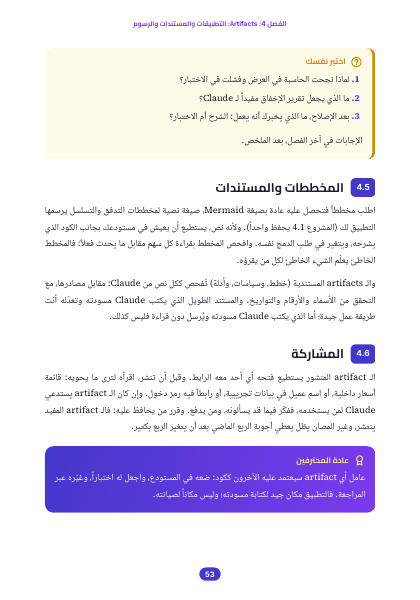 الفصل 4: Artifacts: التطبيقات والمستندات والرسوم
اختبر نفسك
1. لماذا نجحت الحاسبة في العرض وفشلت في الاختبار؟
2. ما الذي يجعل تقرير الإخفاق مفيداً لـ Claude؟
3. بعد الإصلاح، ما الذي يخبرك أنه يعمل: الشرح أم الاختبار؟
الإجابات في آخر الفصل، بعد الملخص.
4.5 المخططات والمستندات
اطلب مخططاً فتحصل عليه عادة بصيغة Mermaid، صيغة نصية لمخططات التدفق والتسلسل يرسمها
التطبيق لك (المشروع 4.1 يحفظ واحداً). ولأنه نص، يستطيع أن يعيش في مستودعك بجانب الكود الذي
يشرحه، ويتغير في طلب الدمج نفسه. وافحص المخطط بقراءة كل سهم مقابل ما يحدث فعلاً؛ فالمخطط
الخاطئ يعلّم الشيء الخاطئ لكل من يقرؤه.
والـ artifacts المستندية (خطط، وسياسات، وأدلة) تُفحص ككل نص من Claude: مقابل مصادرها، مع
التحقق من الأسماء والأرقام والتواريخ. والمستند الطويل الذي يكتب Claude مسودته وتعدّله أنت
طريقة عمل جيدة؛ أما الذي يكتب Claude مسودته ويُرسل دون قراءة فليس كذلك.
4.6 المشاركة
الـ artifact المنشور يستطيع فتحه أي أحد معه الرابط. وقبل أن تنشر، اقرأه لترى ما يحويه: قائمة
أسعار داخلية، أو اسم عميل في بيانات تجريبية، أو رابطاً فيه رمز دخول. وإن كان الـ artifact يستدعي
Claude لمن يستخدمه، ففكّر فيما قد يسألونه، ومن يدفع. وقرر من يحافظ عليه: فالـ artifact المفيد
ينتشر، وغير المصان يظل يعطي أجوبة الربع الماضي بعد أن يتغير الربع بكثير.
عادة المحترفين
عامل أي artifact سيعتمد عليه الآخرون ككود: ضعه في المستودع، واجعل له اختباراً، وغيّره عبر
المراجعة. فالتطبيق مكان جيد لكتابة مسودته؛ وليس مكاناً لصيانته.
53